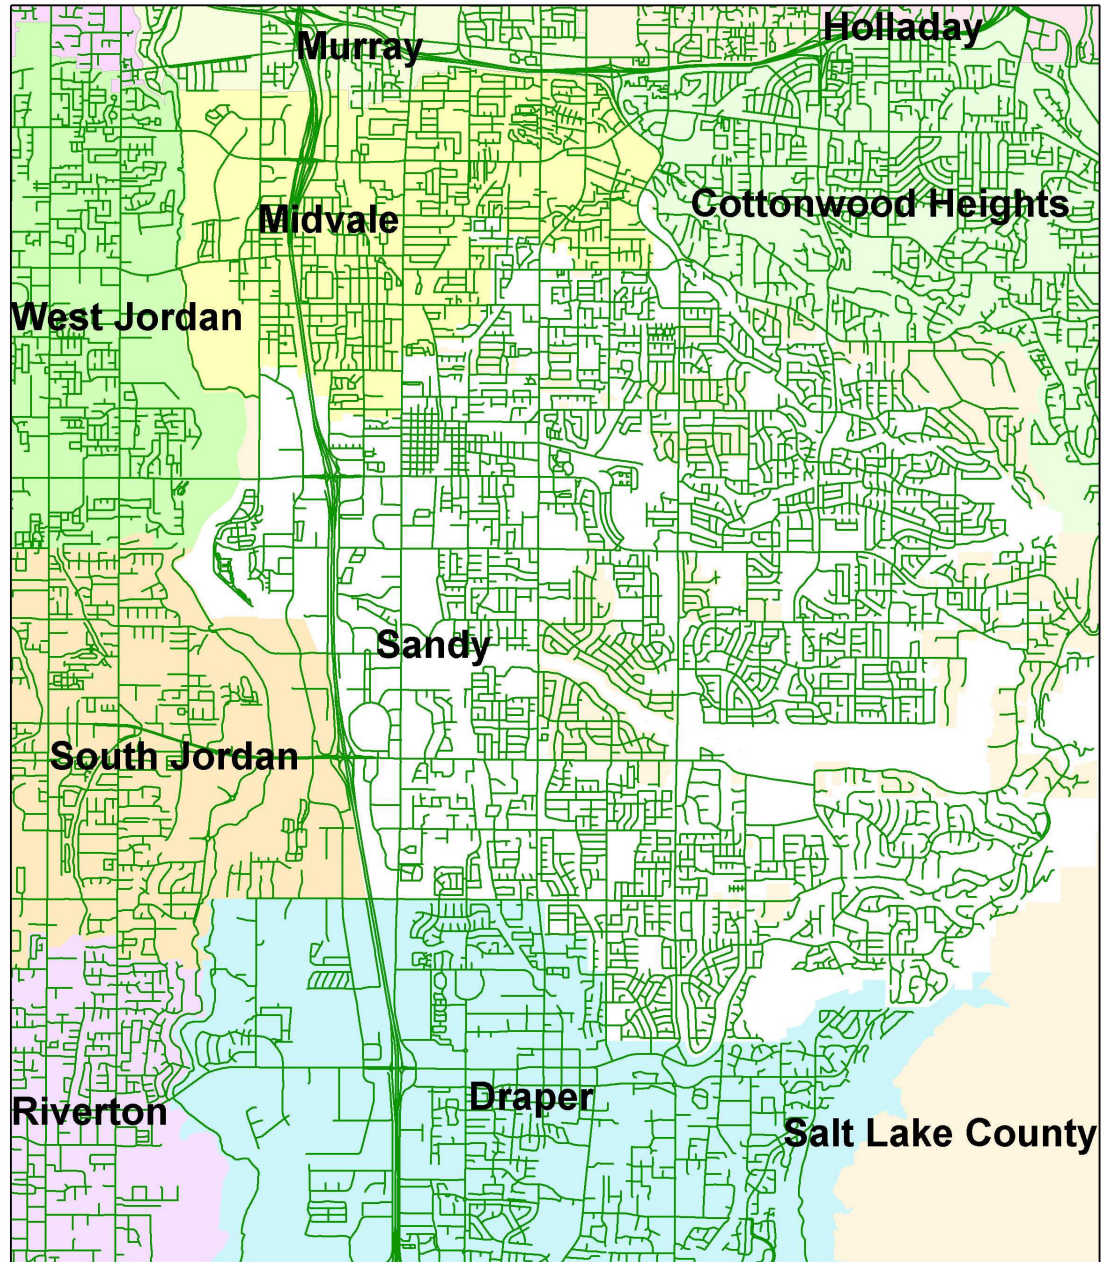 Holladay
Murray
Cottonwood Heights
Midvale
West Jordan
Sandy
South Jordan
Draper
Riverton
Salt Lake County